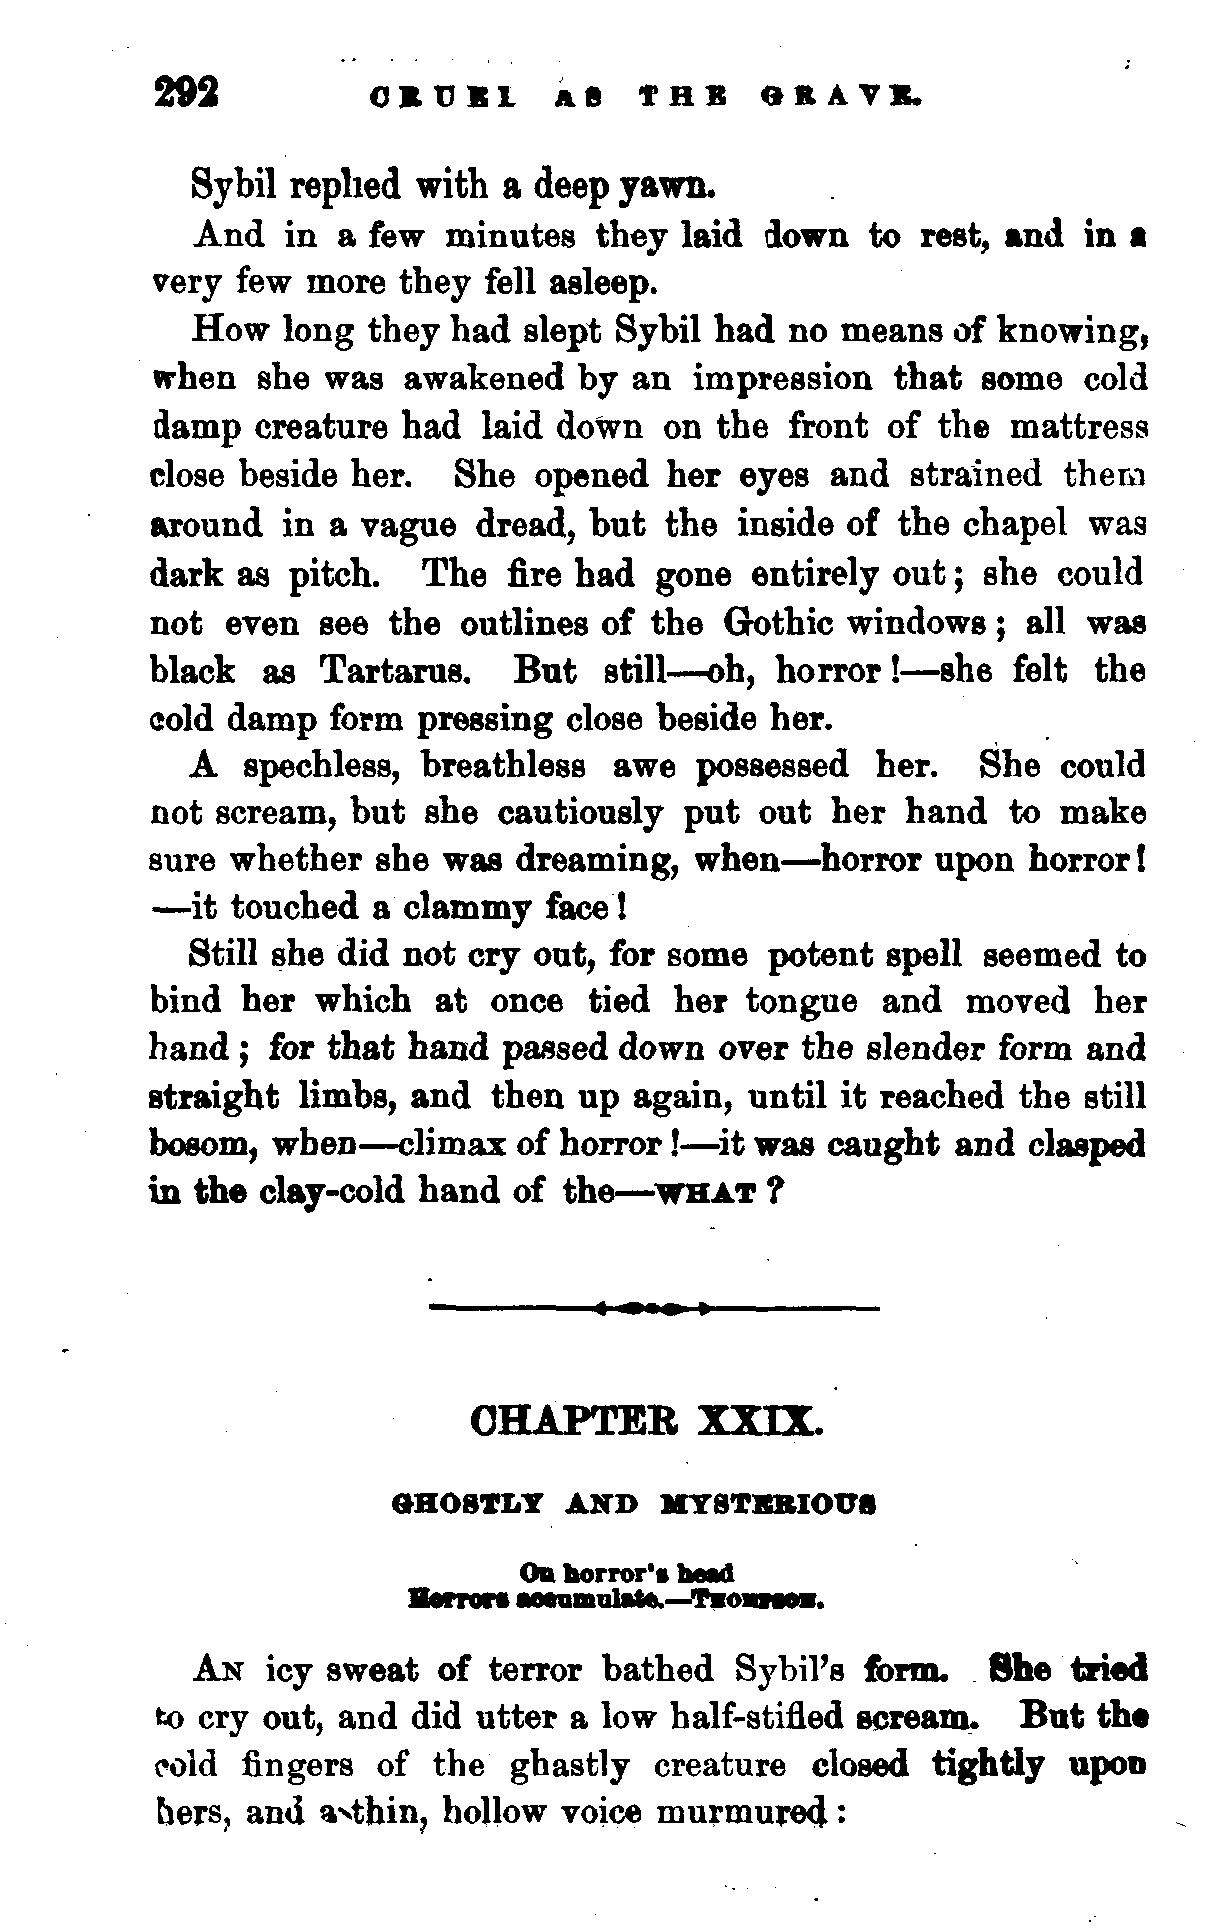 292 CRUEL AS THE GRAVE.
Sybil replied with a deep yawn.
And in a few minutes they laid down to rest, and in a
very few more they fell asleep.
How long they had slept Sybil had no means of knowing,
when she was awakened by an impression that some cold
damp creature had laid down on the front of the mattress
close beside her. She opened her eyes and strained them
around in a vague dread, but the inside of the chapel was
dark as pitch. The fire had gone entirely out; she could
not even see the outlines of the Gothic windows; all was
black as Tartarus. But still—oh, horror!—she felt the
cold damp form pressing close beside her.
A spechless, breathless awe possessed her. She could
not scream, but she cautiously put out her hand to make
sure whether she was dreaming, when—horror upon horror!
—it touched a clammy face!
Still she did not cry out, for some potent spell seemed to
bind her which at once tied her tongue and moved her
hand; for that hand passed down over the slender form and
straight limbs, and then up again, until it reached the still
bosom, when—climax of horror!—it was caught and clasped
in the clay-cold hand of the—WHAT?
CHAPTER XXIX.
GHOSTLY AND MYSTERIOUS
On horror's head
Horrors accumulate.—THOMPSON.
AN icy sweat of terror bathed Sybil's form. She tried
to cry out, and did utter a low half-stifled scream. But the
cold fingers of the ghastly creature closed tightly upon
hers, and a thin, hollow voice murmured: